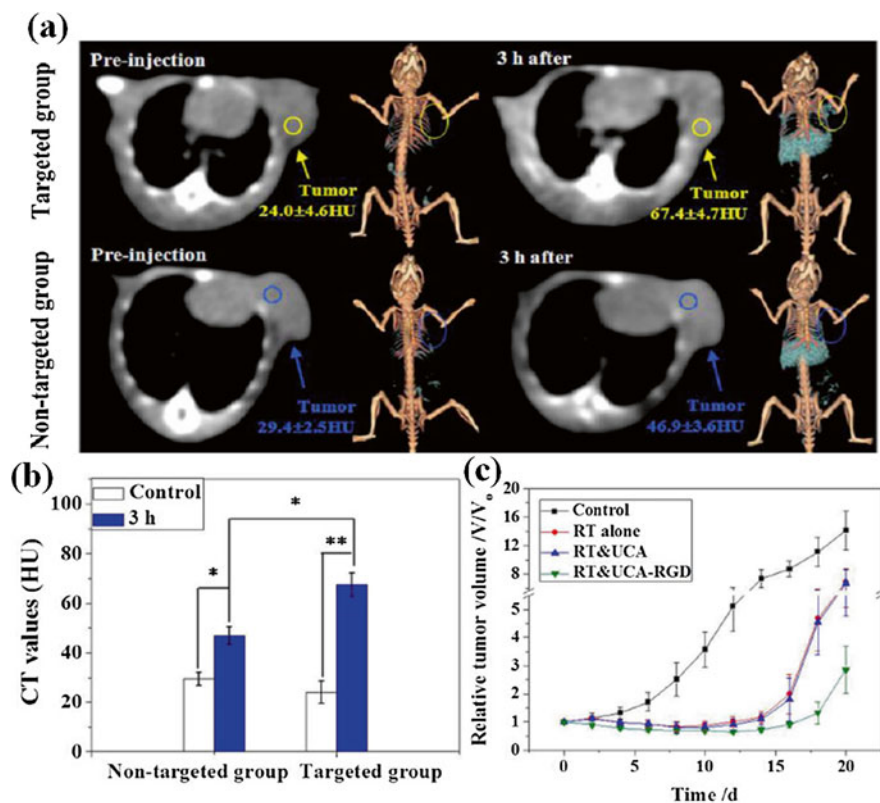 (a)
Targeted group
Pre-injection
Tumor
24.0±4.6HU
3 h after
Tumor
67.4±4.7HU
Non-targeted group
Pre-injection
Tumor
29.4±2.5HU
3 h after
Tumor
46.9±3.6HU
(b)
CT values (HU)
100
80
60
40
20
0
Control
3 h
*
*
**
Non-targeted group
Targeted group
(c)
Relative tumor volume /V/Vo
20
16
12
8
5
4
3
2
1
0
Control
RT alone
RT&UCA
RT&UCA-RGD
0
5
10
15
20
Time /d